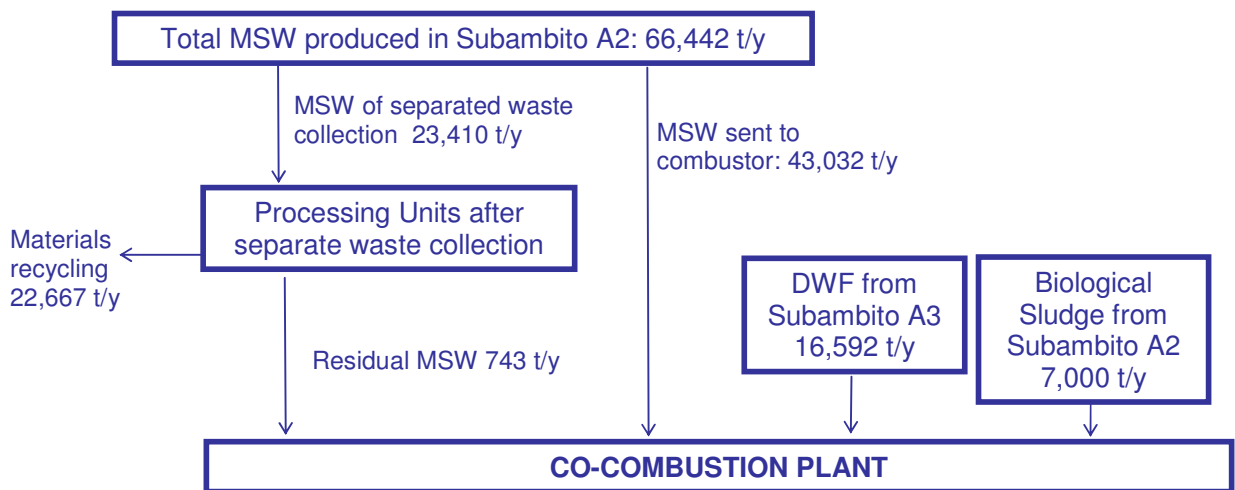 Total MSW produced in Subambito A2: 66,442 t/y
MSW of separated waste
collection 23,410 t/y
MSW sent to
combustor: 43,032 t/y
Processing Units after
separate waste collection
Materials
recycling
22,667 t/y
DWF from
Subambito A3
16,592 t/y
Biological
Sludge from
Subambito A2
7,000 t/y
Residual MSW 743 t/y
CO-COMBUSTION PLANT